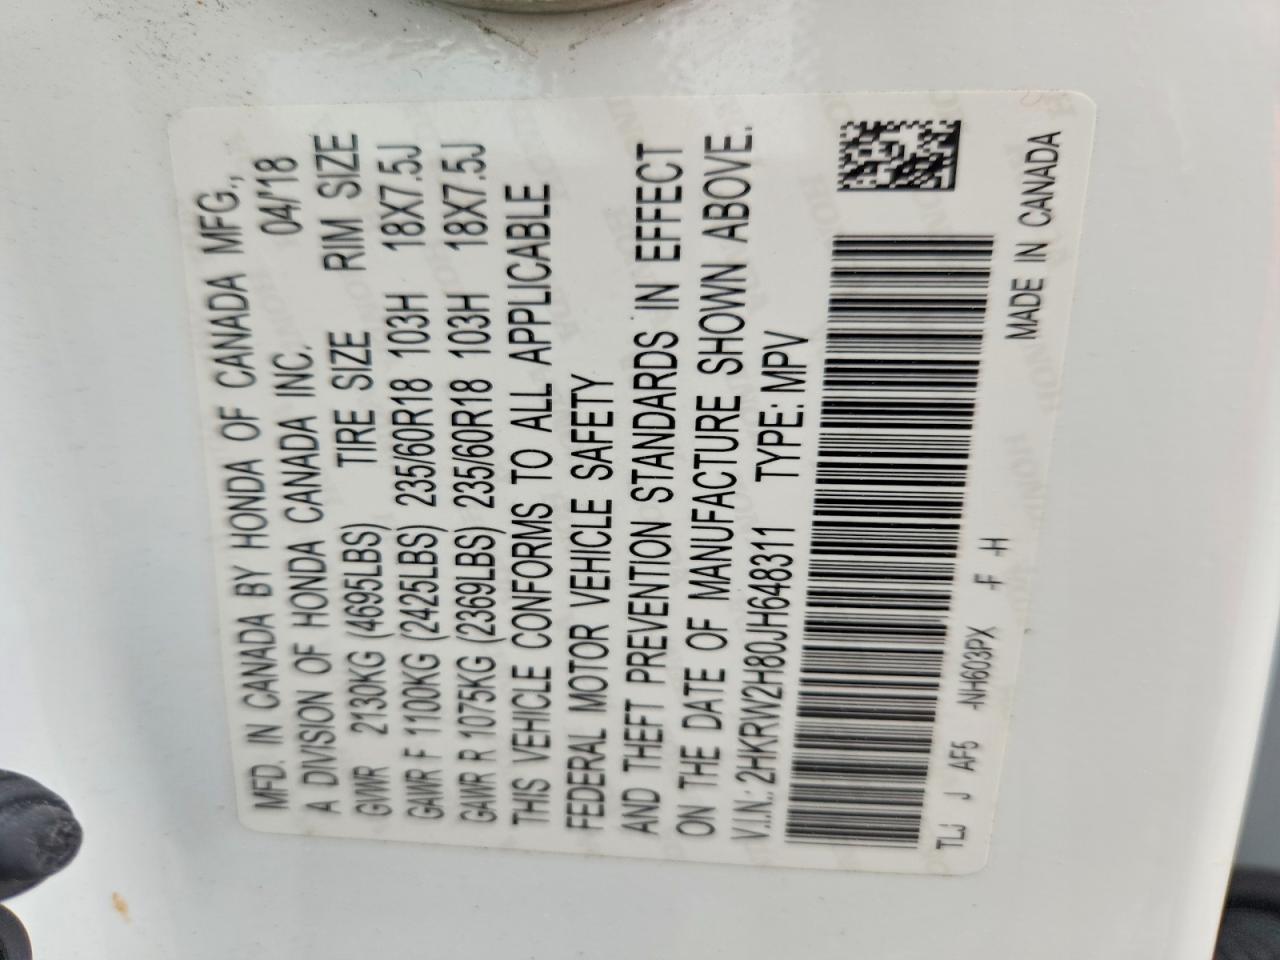 MFD. IN CANADA BY HONDA OF CANADA MFG.,
A DIVISION OF HONDA CANADA INC. 04/18
GVWR 2130KG (4695LBS) TIRE SIZE RIM SIZE
GAWR F 1100KG (2425LBS) 235/60R18 103H 18X7.5J
GAWR R 1075KG (2369LBS) 235/60R18 103H 18X7.5J
THIS VEHICLE CONFORMS TO ALL APPLICABLE
FEDERAL MOTOR VEHICLE SAFETY
AND THEFT PREVENTION STANDARDS IN EFFECT
ON THE DATE OF MANUFACTURE SHOWN ABOVE.
V.I.N.: 2HKRW2H80JH648311 TYPE: MPV
TLJ J AF5 -NH603PX -F -H
MADE IN CANADA